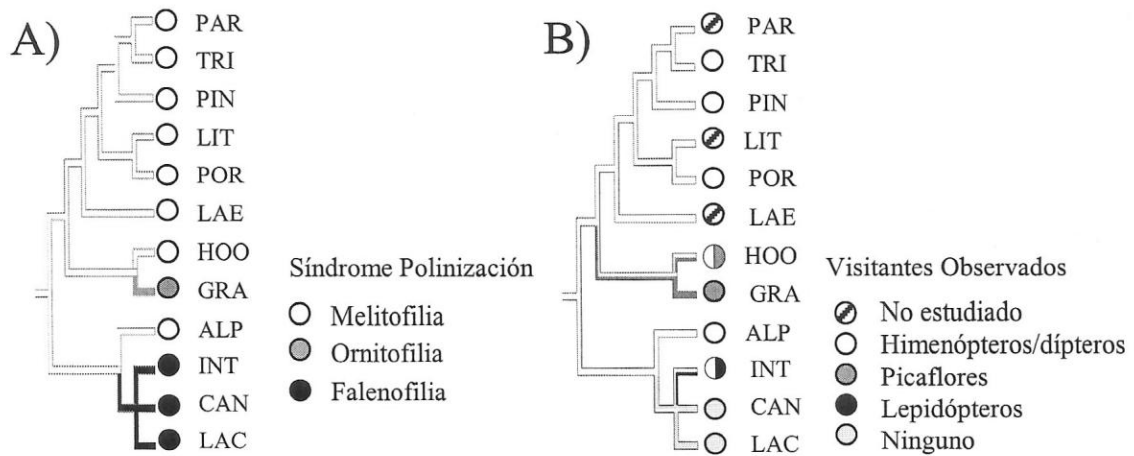 A)
PAR
TRI
PIN
LIT
POR
LAE
HOO
GRA
ALP
INT
CAN
LAC
Síndrome Polinización
Melitofilia
Ornitofilia
Falenofilia
B)
PAR
TRI
PIN
LIT
POR
LAE
HOO
GRA
ALP
INT
CAN
LAC
Visitantes Observados
No estudiado
Himenópteros/dípteros
Picaflores
Lepidópteros
Ninguno